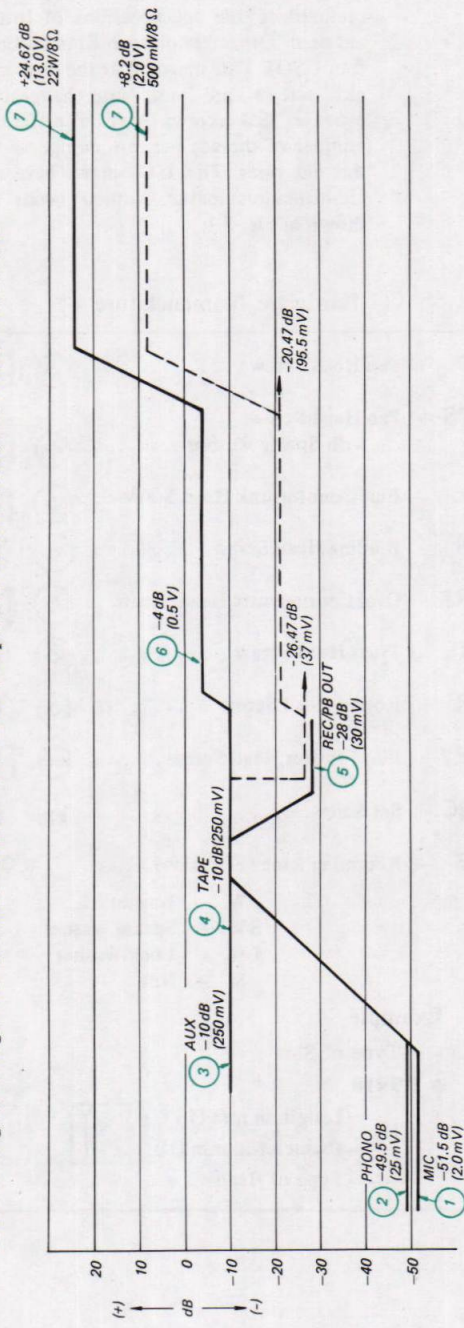 +24.67 dB
(13.0 V)
22W/8 Ω
7
+8.2 dB
(2.0 V)
500 mW/8 Ω
7
(+)
dB
(−)
20
10
0
−10
−20
−30
−40
−50
6
−4 dB
(0.5 V)
AUX
3
−10 dB
(250 mV)
4
TAPE
−10 dB (250 mV)
−20.47 dB
(95.5 mV)
−26.47 dB
(37 mV)
5
REC/PB OUT
−28 dB
(30 mV)
2
PHONO
−49.5 dB
(25 mV)
1
MIC
−51.5 dB
(2.0 mV)